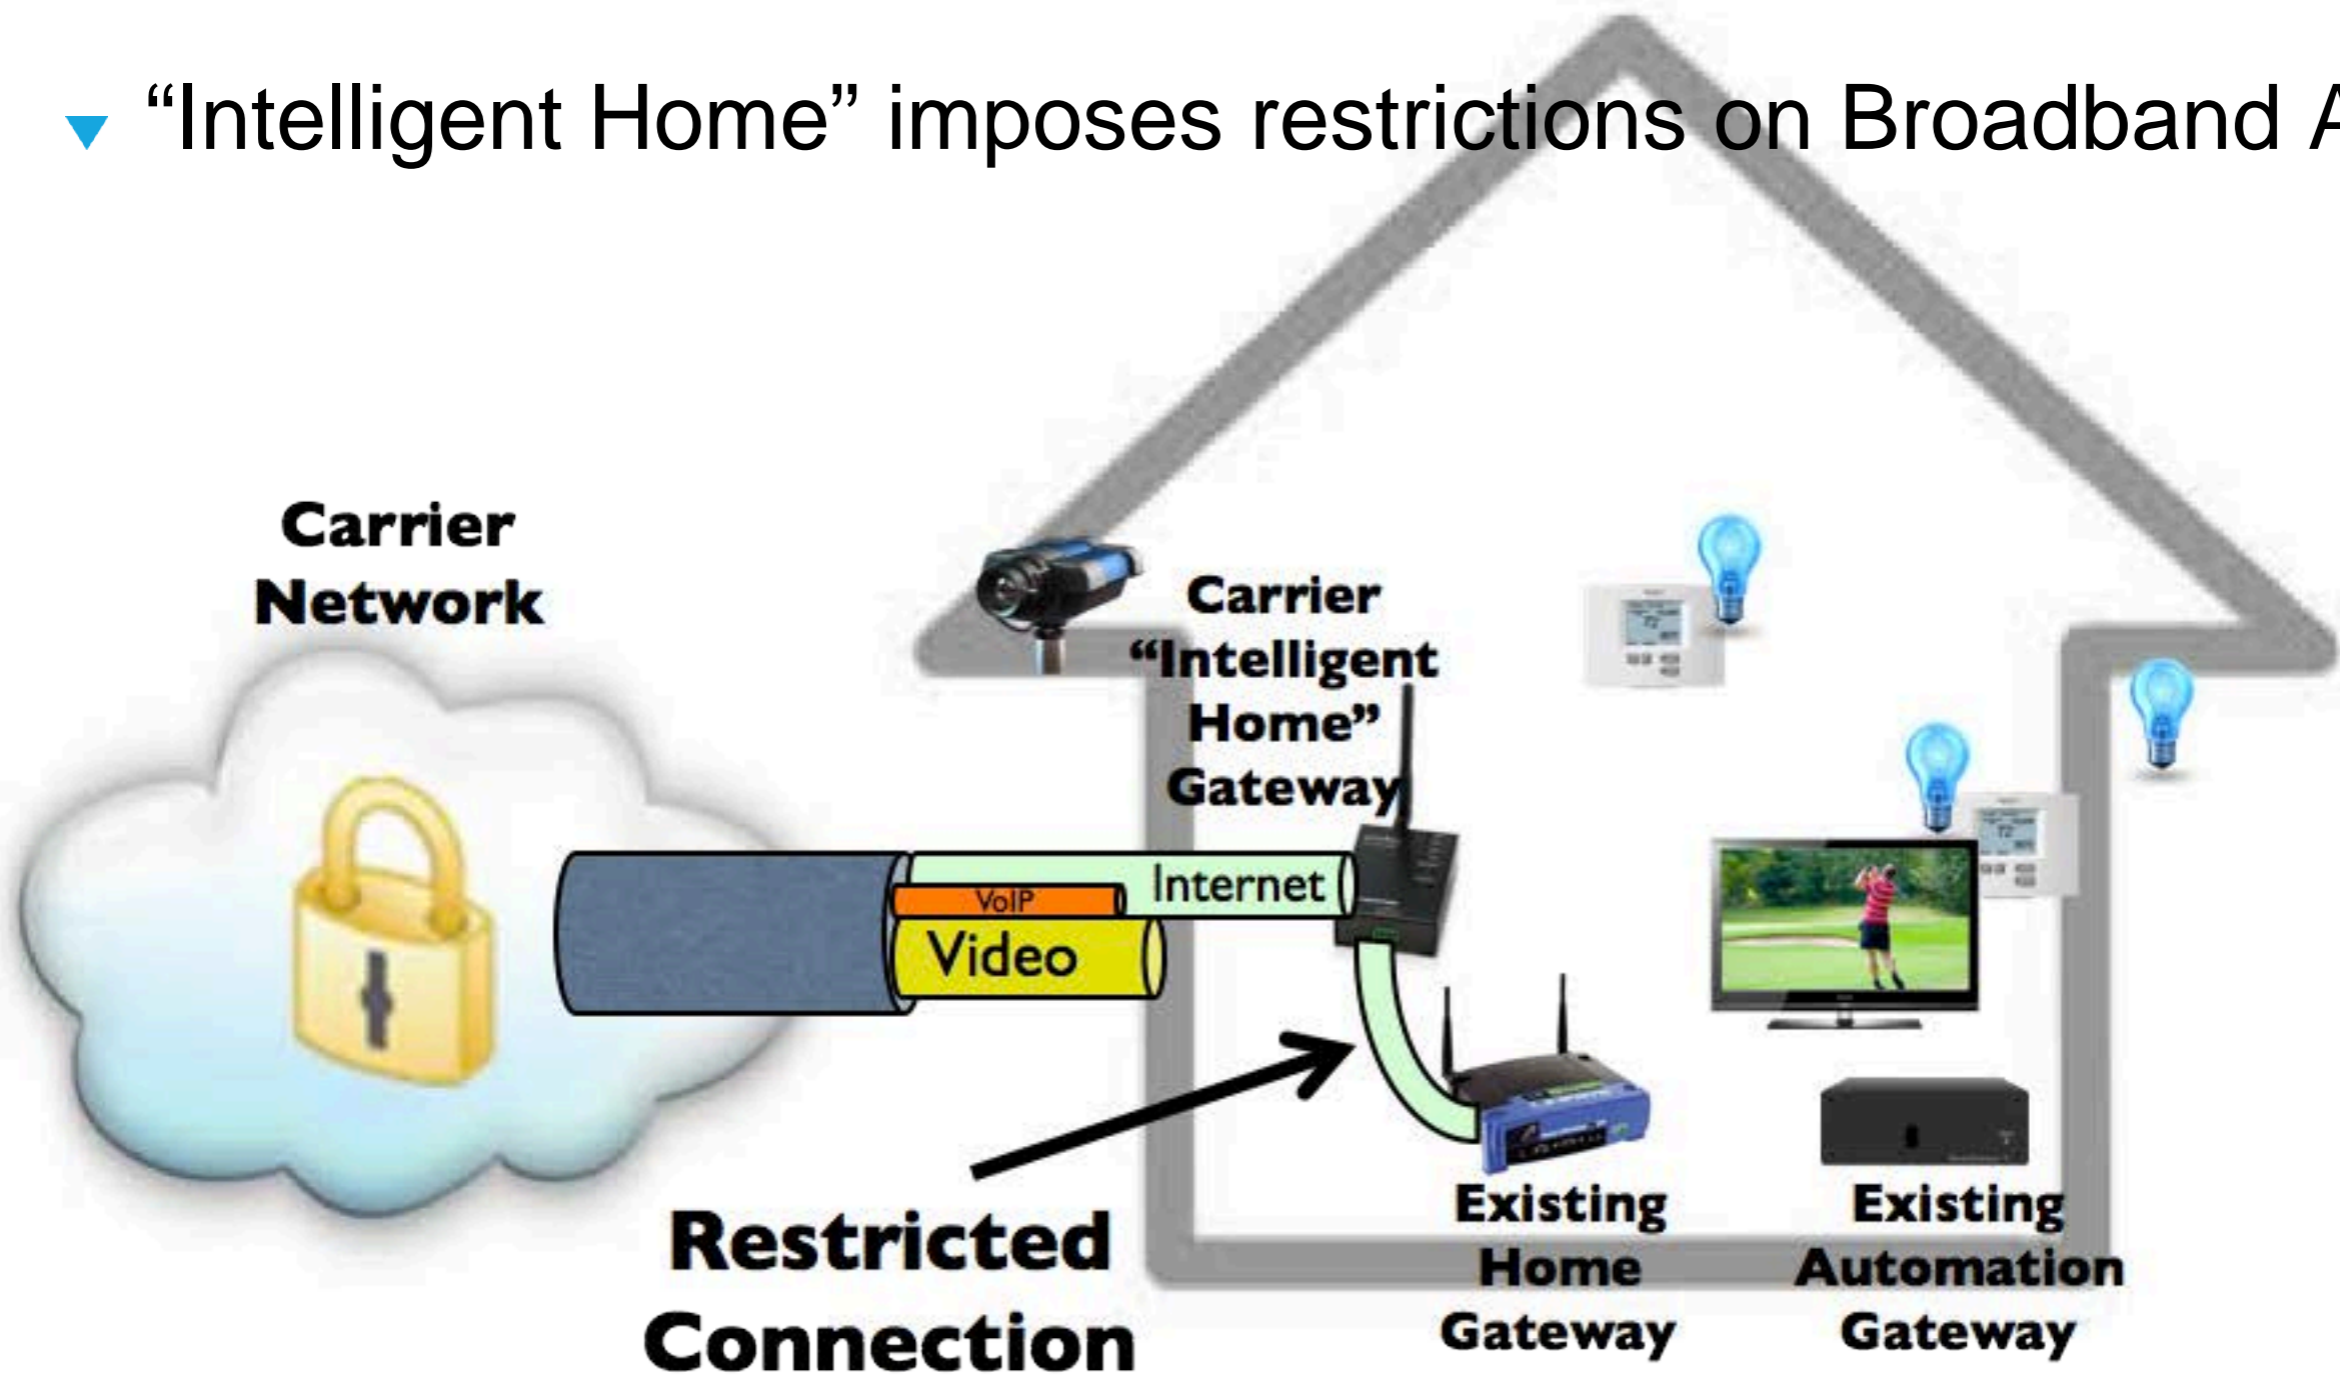 “Intelligent Home” imposes restrictions on Broadband A
Carrier
Network
Carrier
“Intelligent
Home”
Gateway
Internet
VoIP
Video
Restricted
Connection
Existing
Home
Gateway
Existing
Automation
Gateway